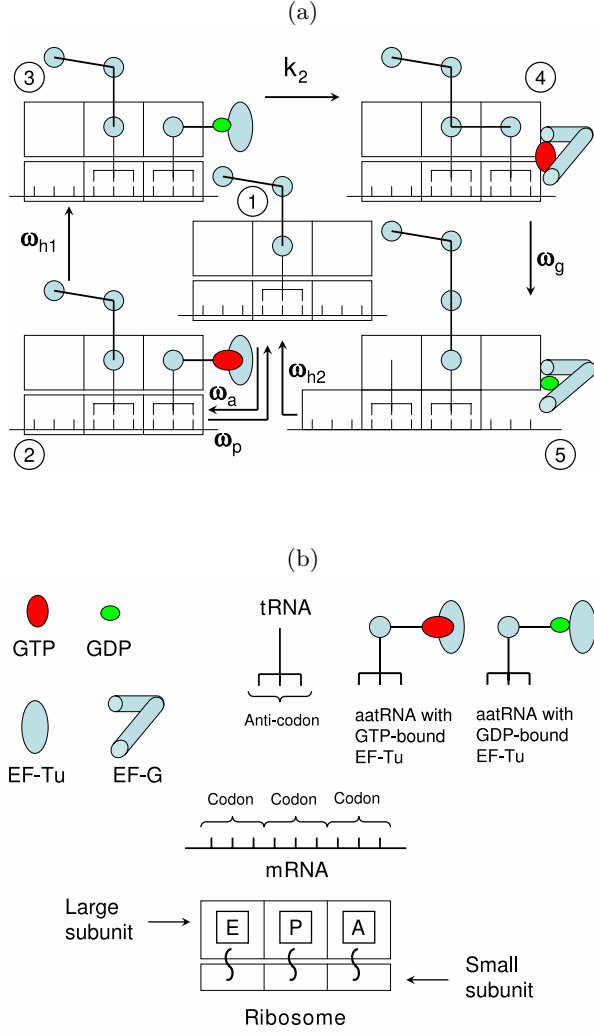 (a)
3
k2
4
1
ωh1
ωg
ωh2
ωa
ωp
2
5
(b)
tRNA
GTP
GDP
Anti-codon
aatRNA with
GTP-bound
EF-Tu
aatRNA with
GDP-bound
EF-Tu
EF-Tu
EF-G
Codon Codon Codon
mRNA
Large
subunit
E P A
Small
subunit
Ribosome